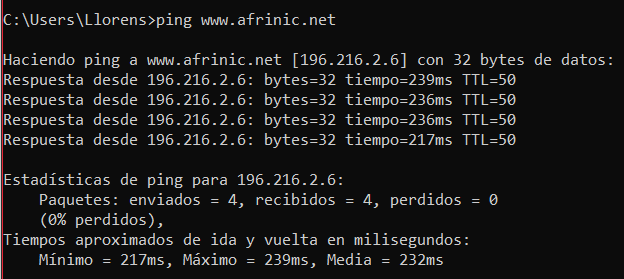 C:\Users\Llorens>ping www.afrinic.net
Haciendo ping a www.afrinic.net [196.216.2.6] con 32 bytes de datos:
Respuesta desde 196.216.2.6: bytes=32 tiempo=239ms TTL=50
Respuesta desde 196.216.2.6: bytes=32 tiempo=236ms TTL=50
Respuesta desde 196.216.2.6: bytes=32 tiempo=236ms TTL=50
Respuesta desde 196.216.2.6: bytes=32 tiempo=217ms TTL=50
Estadísticas de ping para 196.216.2.6:
Paquetes: enviados = 4, recibidos = 4, perdidos = 0
(0% perdidos),
Tiempos aproximados de ida y vuelta en milisegundos:
Mínimo = 217ms, Máximo = 239ms, Media = 232ms